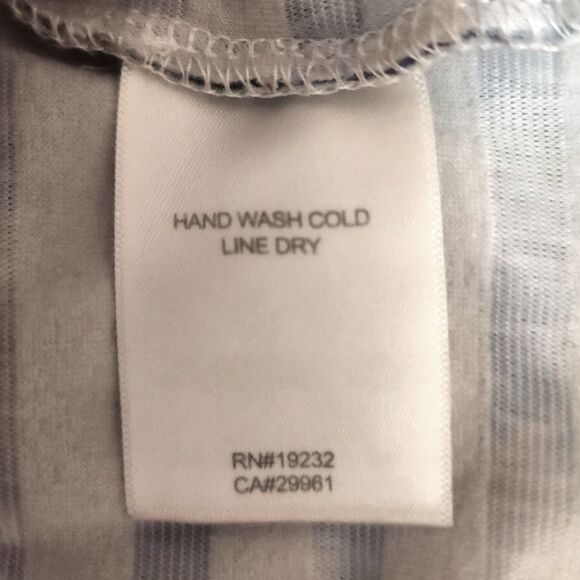 HAND WASH COLD
LINE DRY
RN#19232
CA#29961